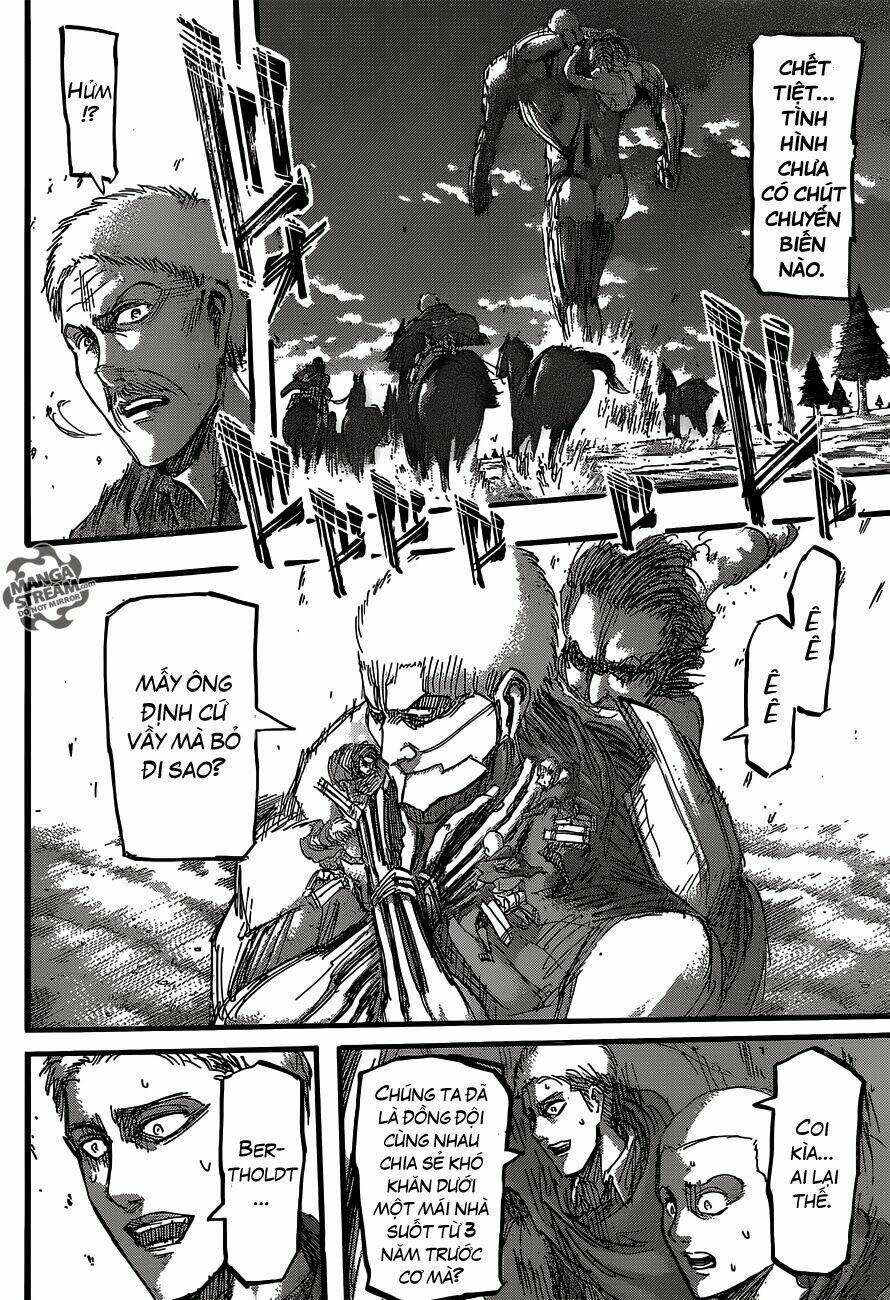 CHẾT
TIỆT...
TÌNH
HÌNH
CHƯA
CÓ CHÚT
CHUYẾN
BIẾN
NÀO.
HỬM
!?
Ê
Ê
Ê
Ê
MẤY ÔNG
ĐỊNH CỨ
VẦY MÀ BỎ
ĐI SAO?
MANGA
STREAM.com
DO NOT MIRROR
COI
KÌA...
AI LẠI
THẾ.
CHÚNG TA ĐÃ
LÀ ĐỒNG ĐỘI
CÙNG NHAU
CHIA SẺ KHÓ
KHĂN DƯỚI
MỘT MÁI NHÀ
SUỐT TỪ 3
NĂM TRƯỚC
CƠ MÀ?
BER-
THOLDT
...